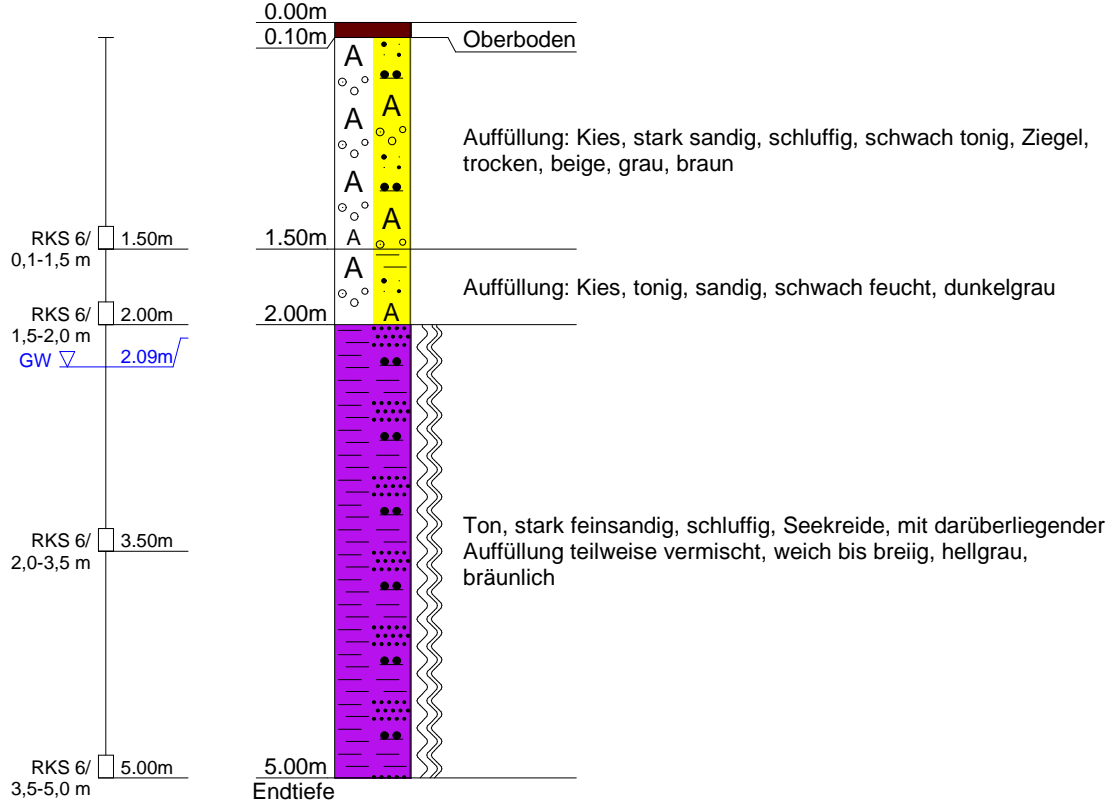 0.00m
0.10m
Oberboden
A
A
A
A
A
A
A
A
A
Auffüllung: Kies, stark sandig, schluffig, schwach tonig, Ziegel,
trocken, beige, grau, braun
RKS 6/ 1.50m
0,1-1,5 m
1.50m
Auffüllung: Kies, tonig, sandig, schwach feucht, dunkelgrau
RKS 6/ 2.00m
1,5-2,0 m
2.00m
GW 2.09m
RKS 6/ 3.50m
2,0-3,5 m
Ton, stark feinsandig, schluffig, Seekreide, mit darüberliegender
Auffüllung teilweise vermischt, weich bis breiig, hellgrau,
bräunlich
RKS 6/ 5.00m
3,5-5,0 m
5.00m
Endtiefe